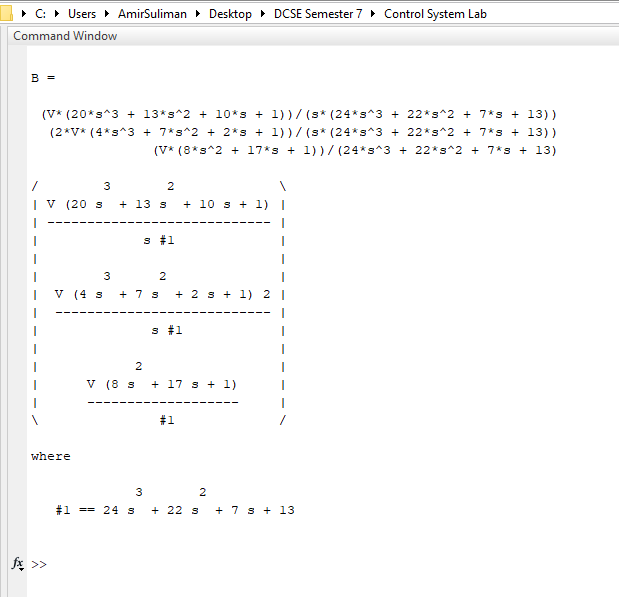 C: Users AmirSuliman Desktop DCSE Semester 7 Control System Lab
Command Window
B =
(V*(20*s^3 + 13*s^2 + 10*s + 1))/(s*(24*s^3 + 22*s^2 + 7*s + 13))
(2*V*(4*s^3 + 7*s^2 + 2*s + 1))/(s*(24*s^3 + 22*s^2 + 7*s + 13))
(V*(8*s^2 + 17*s + 1))/(24*s^3 + 22*s^2 + 7*s + 13)
/        3       2             \
| V (20 s  + 13 s  + 10 s + 1) |
| ---------------------------- |
|             s #1             |
|                              |
|        3      2              |
|  V (4 s  + 7 s  + 2 s + 1) 2 |
|  --------------------------- |
|              s #1            |
|                              |
|            2                 |
|      V (8 s  + 17 s + 1)     |
|      -------------------     |
\               #1             /
where
3       2
#1 == 24 s  + 22 s  + 7 s + 13
fx >>